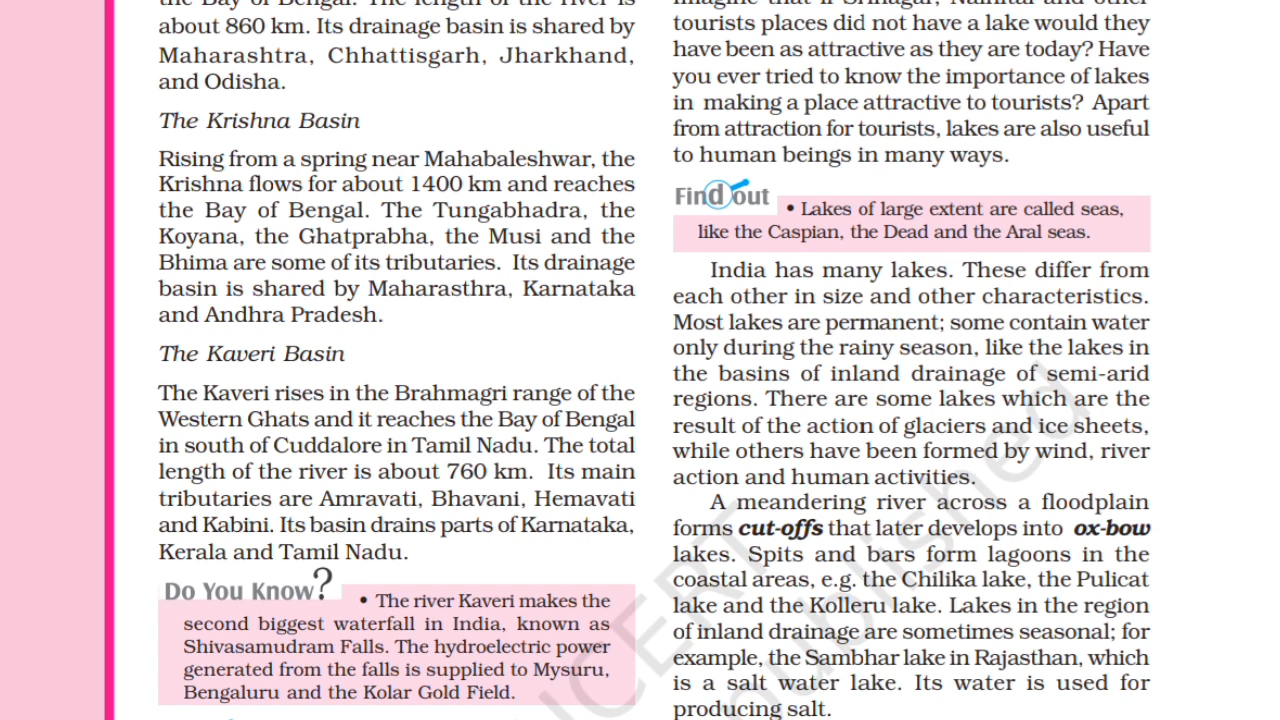 the Bay of Bengal. The length of the river is
about 860 km. Its drainage basin is shared by
Maharashtra, Chhattisgarh, Jharkhand,
and Odisha.
The Krishna Basin
Rising from a spring near Mahabaleshwar, the
Krishna flows for about 1400 km and reaches
the Bay of Bengal. The Tungabhadra, the
Koyana, the Ghatprabha, the Musi and the
Bhima are some of its tributaries. Its drainage
basin is shared by Maharasthra, Karnataka
and Andhra Pradesh.
The Kaveri Basin
The Kaveri rises in the Brahmagri range of the
Western Ghats and it reaches the Bay of Bengal
in south of Cuddalore in Tamil Nadu. The total
length of the river is about 760 km. Its main
tributaries are Amravati, Bhavani, Hemavati
and Kabini. Its basin drains parts of Karnataka,
Kerala and Tamil Nadu.
Do You Know?
• The river Kaveri makes the
second biggest waterfall in India, known as
Shivasamudram Falls. The hydroelectric power
generated from the falls is supplied to Mysuru,
Bengaluru and the Kolar Gold Field.
imagine that if Srinagar, Nainital and other
tourists places did not have a lake would they
have been as attractive as they are today? Have
you ever tried to know the importance of lakes
in making a place attractive to tourists? Apart
from attraction for tourists, lakes are also useful
to human beings in many ways.
Find out
• Lakes of large extent are called seas,
like the Caspian, the Dead and the Aral seas.
India has many lakes. These differ from
each other in size and other characteristics.
Most lakes are permanent; some contain water
only during the rainy season, like the lakes in
the basins of inland drainage of semi-arid
regions. There are some lakes which are the
result of the action of glaciers and ice sheets,
while others have been formed by wind, river
action and human activities.
A meandering river across a floodplain
forms cut-offs that later develops into ox-bow
lakes. Spits and bars form lagoons in the
coastal areas, e.g. the Chilika lake, the Pulicat
lake and the Kolleru lake. Lakes in the region
of inland drainage are sometimes seasonal; for
example, the Sambhar lake in Rajasthan, which
is a salt water lake. Its water is used for
producing salt.
NCERT
published